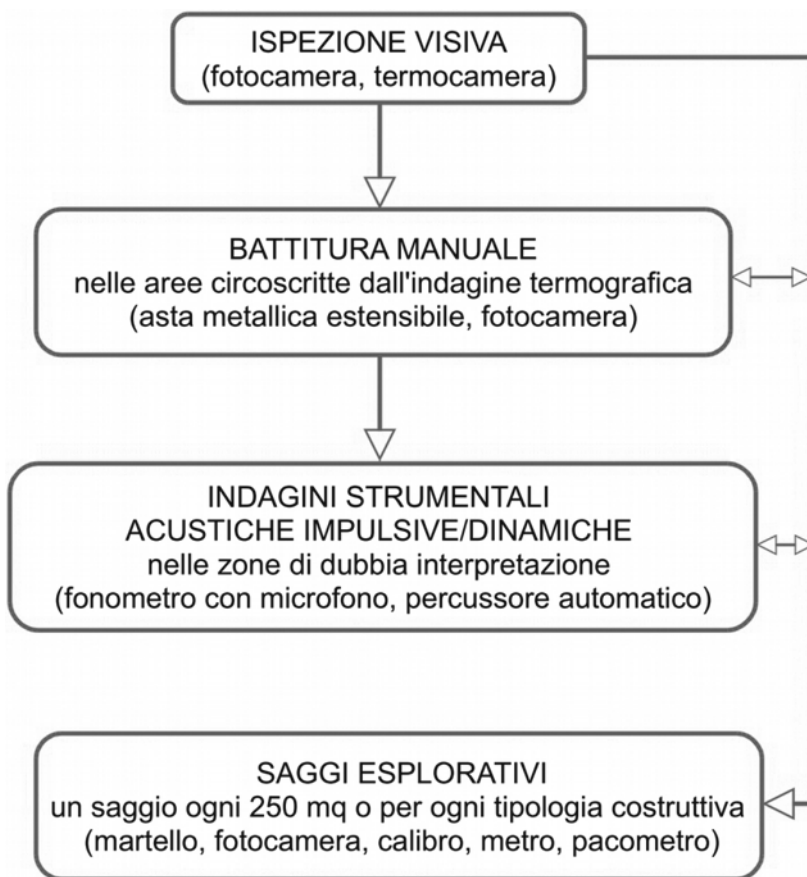 ISPEZIONE VISIVA
(fotocamera, termocamera)
BATTITURA MANUALE
nelle aree circoscritte dall'indagine termografica
(asta metallica estensibile, fotocamera)
INDAGINI STRUMENTALI
ACUSTICHE IMPULSIVE/DINAMICHE
nelle zone di dubbia interpretazione
(fonometro con microfono, percussore automatico)
SAGGI ESPLORATIVI
un saggio ogni 250 mq o per ogni tipologia costruttiva
(martello, fotocamera, calibro, metro, pacometro)